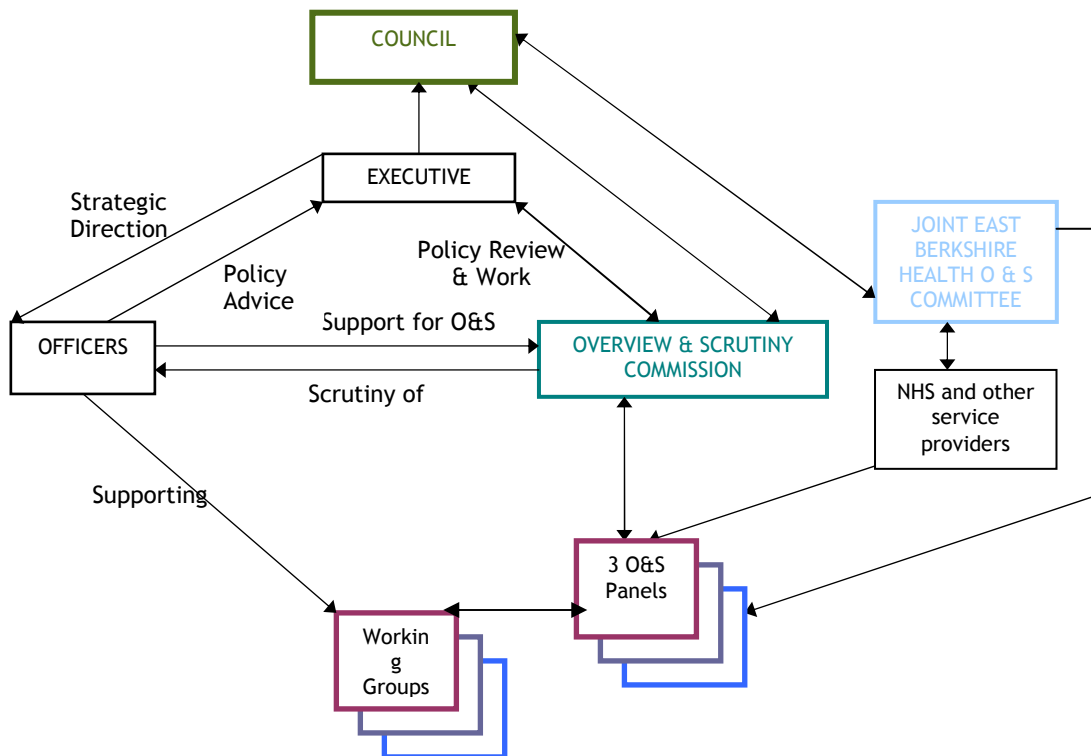 COUNCIL
EXECUTIVE
Strategic
Direction
Policy
Advice
Policy Review
& Work
JOINT EAST
BERKSHIRE
HEALTH O & S
COMMITTEE
OFFICERS
Support for O&S
Scrutiny of
OVERVIEW & SCRUTINY
COMMISSION
NHS and other
service
providers
Supporting
3 O&S
Panels
Workin
g
Groups